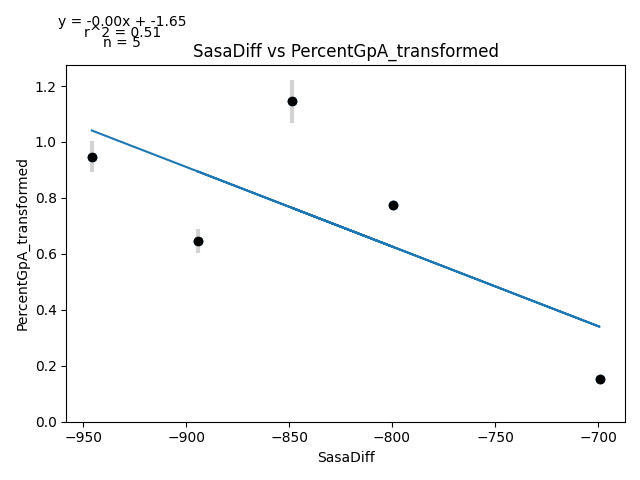 y = -0.00x + -1.65
r^2 = 0.51
n = 5
SasaDiff vs PercentGpA_transformed
PercentGpA_transformed
1.2
1.0
0.8
0.6
0.4
0.2
0.0
−950
−900
−850
−800
−750
−700
SasaDiff